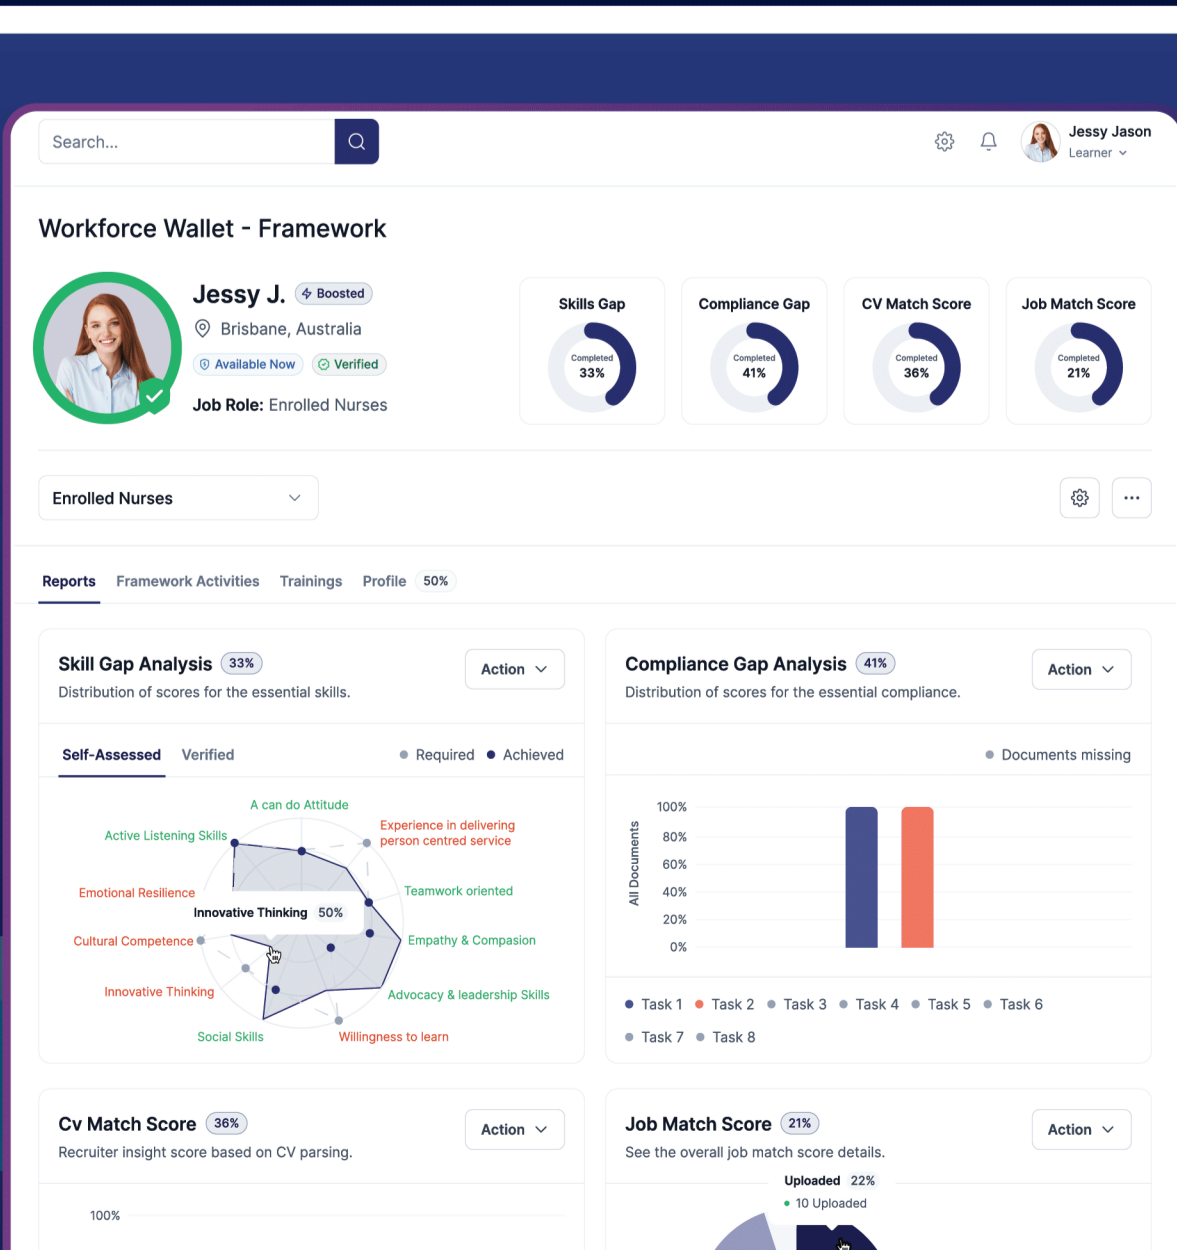 Search...
Jessy Jason
Learner
Workforce Wallet - Framework
Jessy J.
Boosted
Brisbane, Australia
Available Now
Verified
Job Role: Enrolled Nurses
Skills Gap
Completed
33%
Compliance Gap
Completed
41%
CV Match Score
Completed
36%
Job Match Score
Completed
21%
Enrolled Nurses
Reports
Framework Activities
Trainings
Profile
50%
Skill Gap Analysis
33%
Distribution of scores for the essential skills.
Action
Self-Assessed
Verified
Required
Achieved
A can do Attitude
Active Listening Skills
Experience in delivering
person centred service
Emotional Resilience
Teamwork oriented
Innovative Thinking 50%
Cultural Competence
Empathy & Compasion
Innovative Thinking
Advocacy & leadership Skills
Social Skills
Willingness to learn
Compliance Gap Analysis
41%
Distribution of scores for the essential compliance.
Action
Documents missing
All Documents
100%
80%
60%
40%
20%
0%
Task 1
Task 2
Task 3
Task 4
Task 5
Task 6
Task 7
Task 8
Cv Match Score
36%
Recruiter insight score based on CV parsing.
Action
100%
Job Match Score
21%
See the overall job match score details.
Action
Uploaded 22%
10 Uploaded